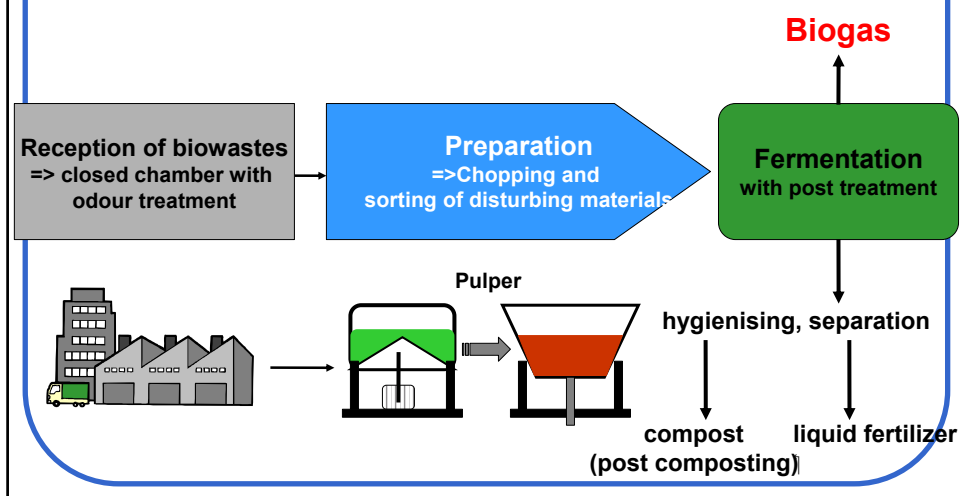 Biogas
Reception of biowastes
=> closed chamber with
odour treatment
Preparation
=>Chopping and
sorting of disturbing materials
Fermentation
with post treatment
Pulper
hygienising, separation
compost
(post composting)
liquid fertilizer